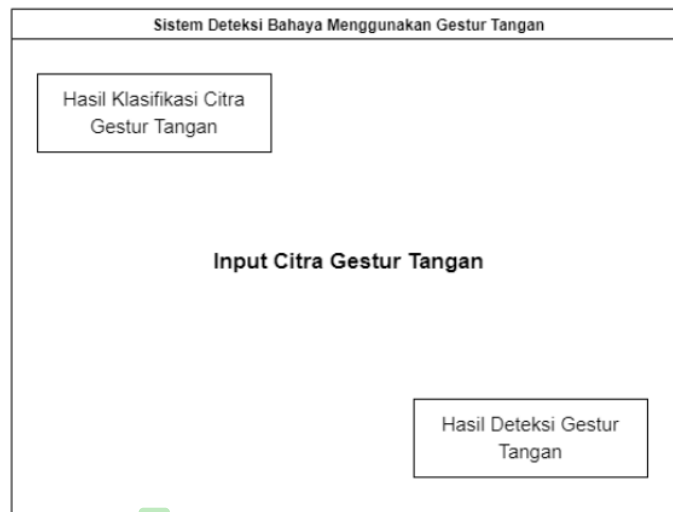 Sistem Deteksi Bahaya Menggunakan Gestur Tangan
Hasil Klasifikasi Citra
Gestur Tangan
Input Citra Gestur Tangan
Hasil Deteksi Gestur
Tangan